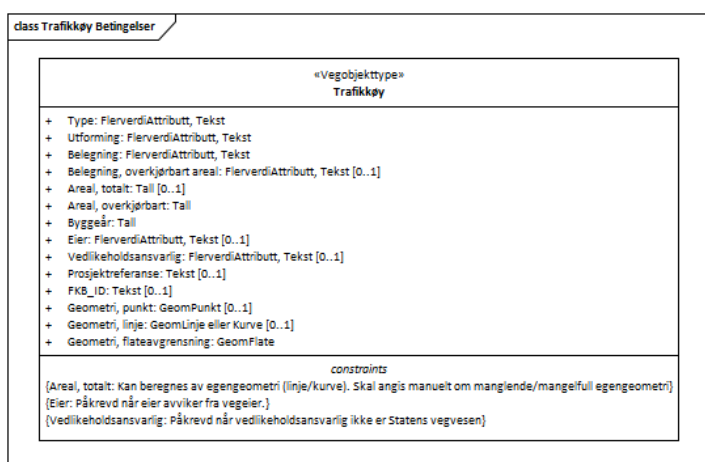 class Trafikkøy Betingelser
«Vegobjekttype»
Trafikkøy
+ Type: FlerverdiAttributt, Tekst
+ Utforming: FlerverdiAttributt, Tekst
+ Belegning: FlerverdiAttributt, Tekst
+ Belegning, overkjørbart areal: FlerverdiAttributt, Tekst [0..1]
+ Areal, totalt: Tall [0..1]
+ Areal, overkjørbart: Tall
+ Byggeår: Tall
+ Eier: FlerverdiAttributt, Tekst [0..1]
+ Vedlikeholdsansvarlig: FlerverdiAttributt, Tekst [0..1]
+ Prosjektreferanse: Tekst [0..1]
+ FKB_ID: Tekst [0..1]
+ Geometri, punkt: GeomPunkt [0..1]
+ Geometri, linje: GeomLinje eller Kurve [0..1]
+ Geometri, flateavgrensning: GeomFlate
constraints
{Areal, totalt: Kan beregnes av egengeometri (linje/kurve). Skal angis manuelt om manglende/mangelfull egengeometri}
{Eier: Påkrevd når eier avviker fra vegeier.}
{Vedlikeholdsansvarlig: Påkrevd når vedlikeholdsansvarlig ikke er Statens vegvesen}